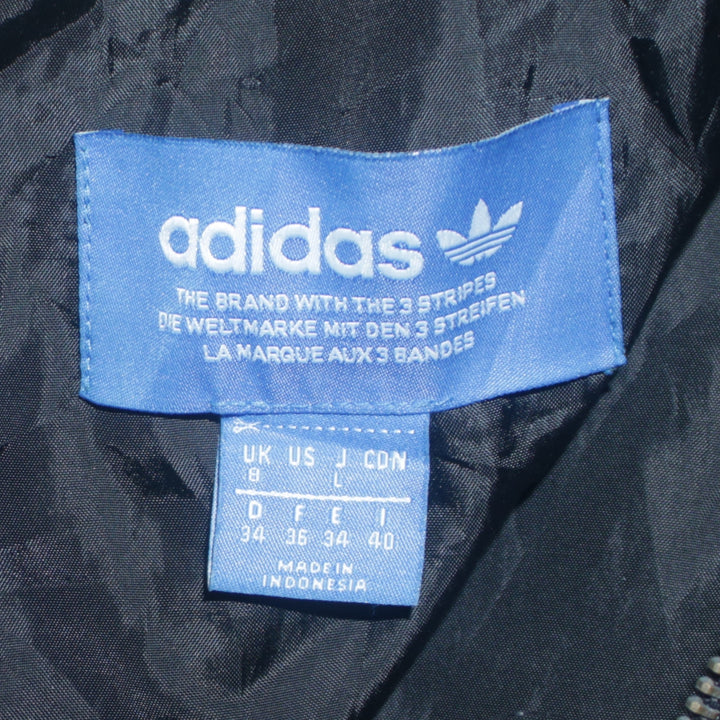 adidas
THE BRAND WITH THE 3 STRIPES
DIE WELTMARKE MIT DEN 3 STREIFEN
LA MARQUE AUX 3 BANDES
UK US J CDN
8 L
D F E I
34 36 34 40
MADE IN
INDONESIA